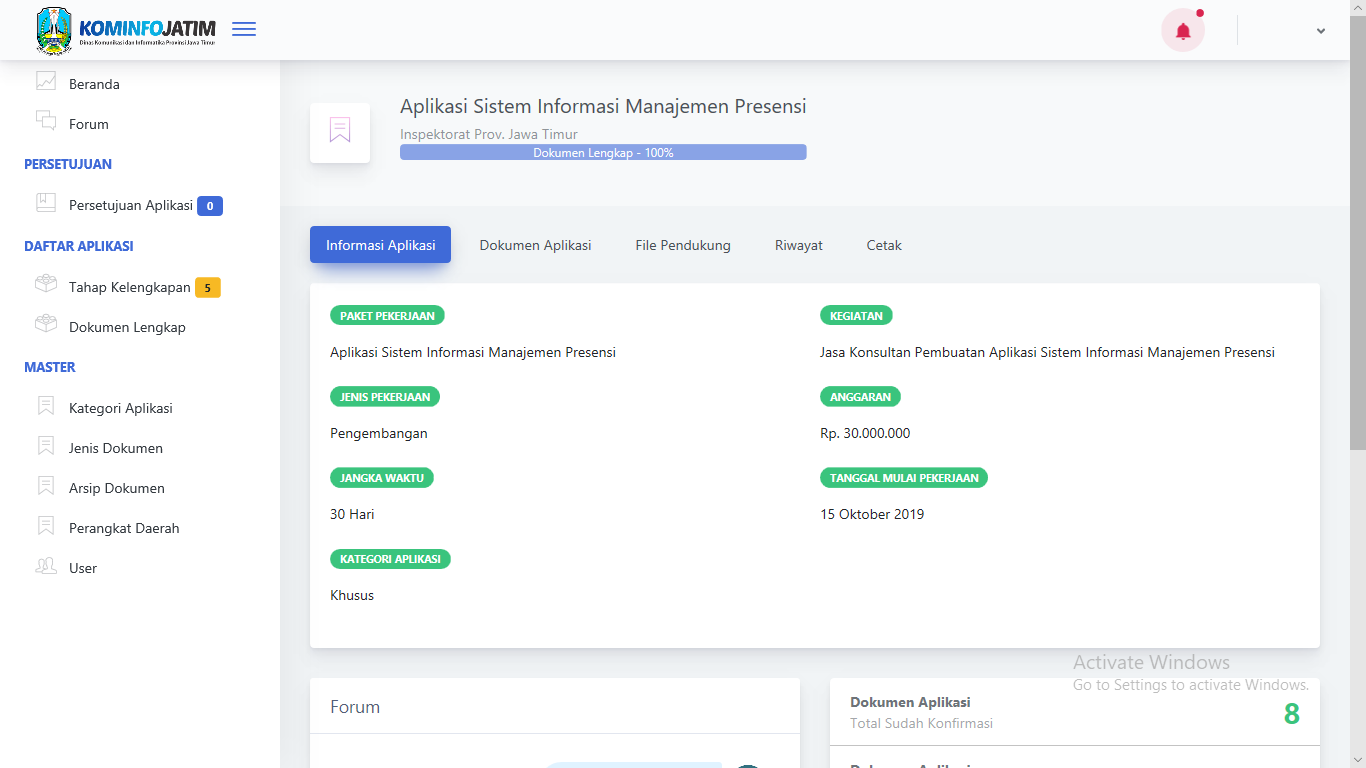 KOMINFOJATIM
Dinas Komunikasi dan Informatika Provinsi Jawa Timur
Beranda
Forum
PERSETUJUAN
Persetujuan Aplikasi 0
DAFTAR APLIKASI
Tahap Kelengkapan 5
Dokumen Lengkap
MASTER
Kategori Aplikasi
Jenis Dokumen
Arsip Dokumen
Perangkat Daerah
User
Aplikasi Sistem Informasi Manajemen Presensi
Inspektorat Prov. Jawa Timur
Dokumen Lengkap - 100%
Informasi Aplikasi Dokumen Aplikasi File Pendukung Riwayat Cetak
PAKET PEKERJAAN
Aplikasi Sistem Informasi Manajemen Presensi
KEGIATAN
Jasa Konsultan Pembuatan Aplikasi Sistem Informasi Manajemen Presensi
JENIS PEKERJAAN
Pengembangan
ANGGARAN
Rp. 30.000.000
JANGKA WAKTU
30 Hari
TANGGAL MULAI PEKERJAAN
15 Oktober 2019
KATEGORI APLIKASI
Khusus
Activate Windows
Go to Settings to activate Windows.
Forum
Dokumen Aplikasi
Total Sudah Konfirmasi
8
Dokumen Aplikasi